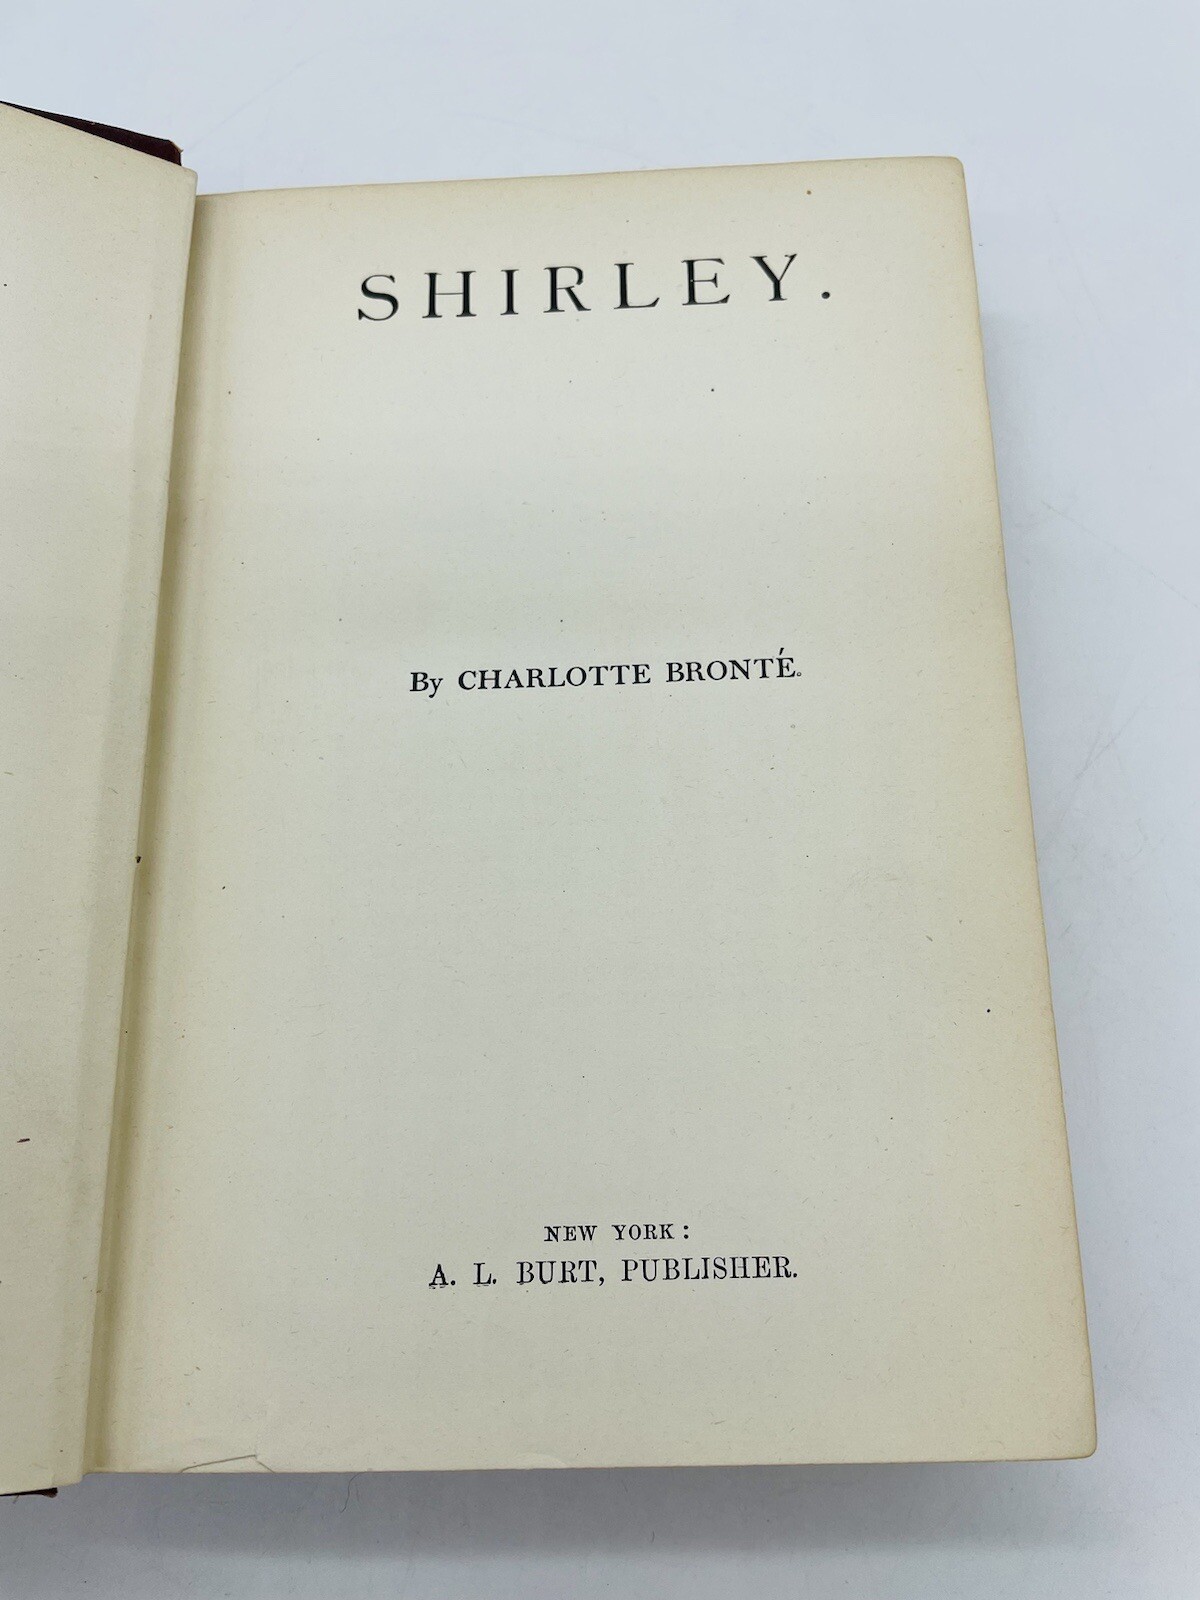 SHIRLEY.
By CHARLOTTE BRONTÉ.
NEW YORK:
A. L. BURT, PUBLISHER.